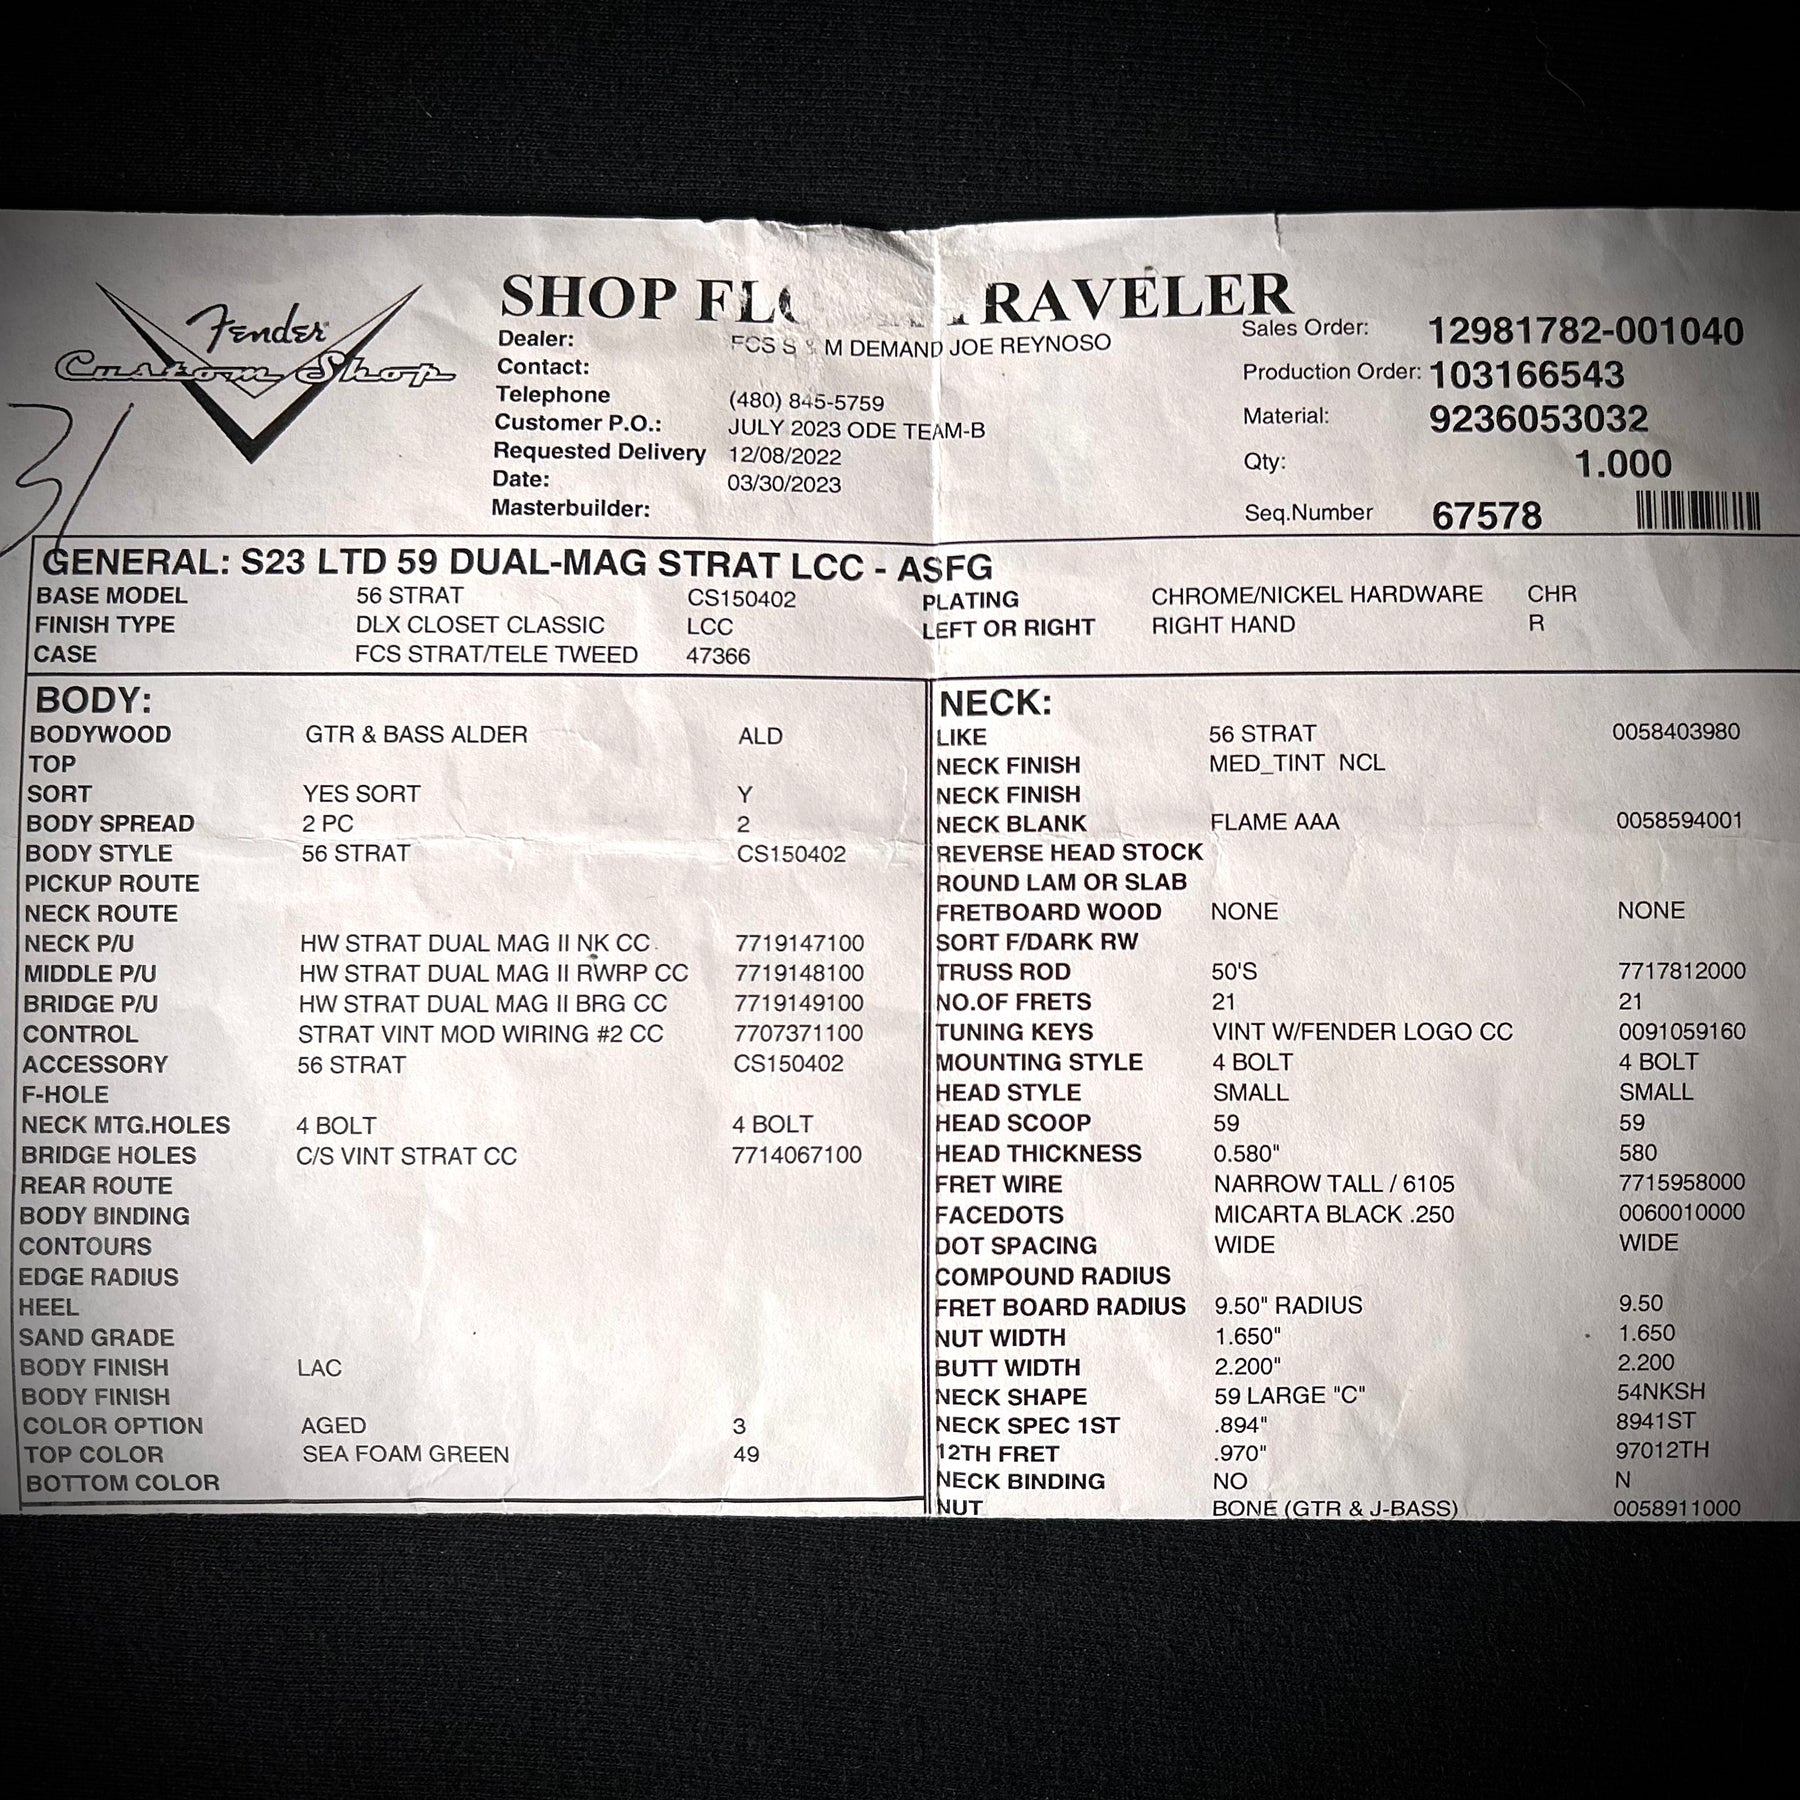 Fender
Custom Shop
31
SHOP FLO TRAVELER
Dealer: FCS S & M DEMAND JOE REYNOSO
Contact:
Telephone (480) 845-5759
Customer P.O.: JULY 2023 ODE TEAM-B
Requested Delivery 12/08/2022
Date: 03/30/2023
Masterbuilder:
Sales Order: 12981782-001040
Production Order: 103166543
Material: 9236053032
Qty: 1.000
Seq.Number 67578
GENERAL: S23 LTD 59 DUAL-MAG STRAT LCC - ASFG
BASE MODEL 56 STRAT CS150402 PLATING CHROME/NICKEL HARDWARE CHR
FINISH TYPE DLX CLOSET CLASSIC LCC LEFT OR RIGHT RIGHT HAND R
CASE FCS STRAT/TELE TWEED 47366
BODY:
BODYWOOD GTR & BASS ALDER ALD
TOP
SORT YES SORT Y
BODY SPREAD 2 PC 2
BODY STYLE 56 STRAT CS150402
PICKUP ROUTE
NECK ROUTE
NECK P/U HW STRAT DUAL MAG II NK CC 7719147100
MIDDLE P/U HW STRAT DUAL MAG II RWRP CC 7719148100
BRIDGE P/U HW STRAT DUAL MAG II BRG CC 7719149100
CONTROL STRAT VINT MOD WIRING #2 CC 7707371100
ACCESSORY 56 STRAT CS150402
F-HOLE
NECK MTG.HOLES 4 BOLT 4 BOLT
BRIDGE HOLES C/S VINT STRAT CC 7714067100
REAR ROUTE
BODY BINDING
CONTOURS
EDGE RADIUS
HEEL
SAND GRADE
BODY FINISH LAC
BODY FINISH
COLOR OPTION AGED 3
TOP COLOR SEA FOAM GREEN 49
BOTTOM COLOR
NECK:
LIKE 56 STRAT 0058403980
NECK FINISH MED_TINT NCL
NECK FINISH
NECK BLANK FLAME AAA 0058594001
REVERSE HEAD STOCK
ROUND LAM OR SLAB
FRETBOARD WOOD NONE NONE
SORT F/DARK RW
TRUSS ROD 50'S 7717812000
NO.OF FRETS 21 21
TUNING KEYS VINT W/FENDER LOGO CC 0091059160
MOUNTING STYLE 4 BOLT 4 BOLT
HEAD STYLE SMALL SMALL
HEAD SCOOP 59 59
HEAD THICKNESS 0.580" 580
FRET WIRE NARROW TALL / 6105 7715958000
FACEDOTS MICARTA BLACK .250 0060010000
DOT SPACING WIDE WIDE
COMPOUND RADIUS
FRET BOARD RADIUS 9.50" RADIUS 9.50
NUT WIDTH 1.650" 1.650
BUTT WIDTH 2.200" 2.200
NECK SHAPE 59 LARGE "C" 54NKSH
NECK SPEC 1ST .894" 8941ST
12TH FRET .970" 97012TH
NECK BINDING NO N
NUT BONE (GTR & J-BASS) 0058911000